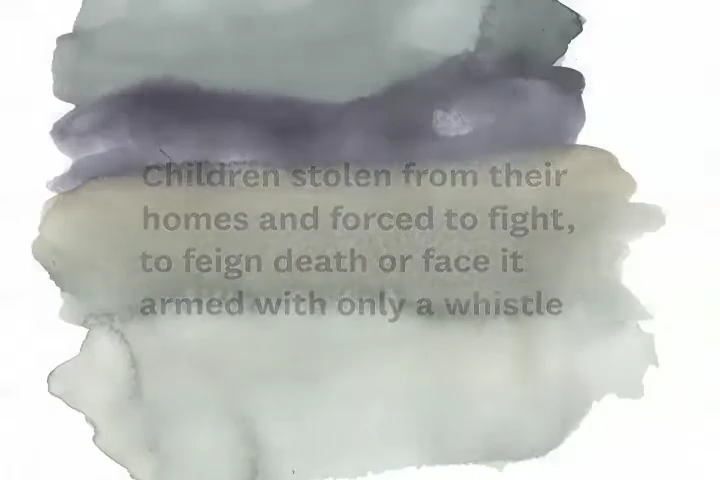 Children stolen from their
homes and forced to fight,
to feign death or face it
armed with only a whistle